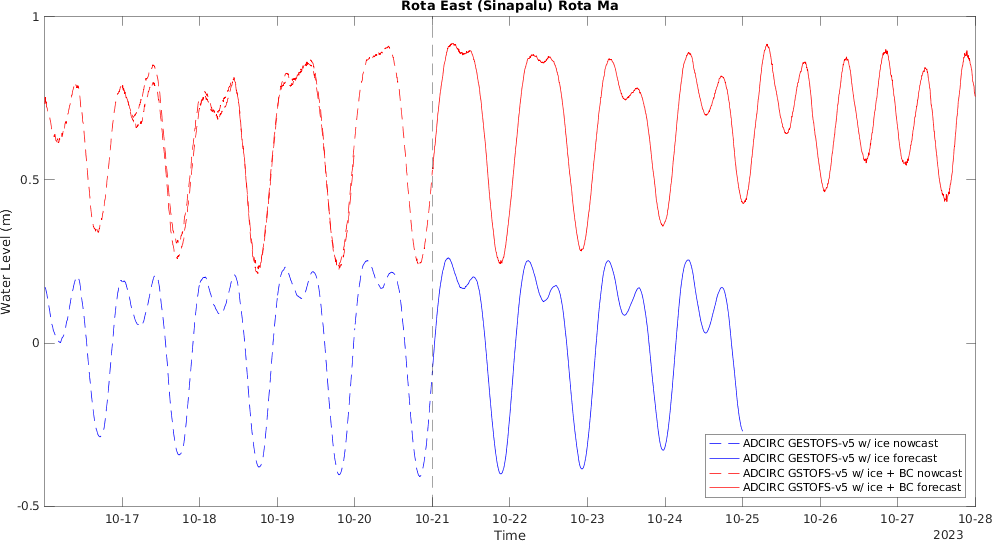 Rota East (Sinapalu) Rota Ma
Water Level (m)
1
0.5
0
-0.5
10-17 10-18 10-19 10-20 10-21 10-22 10-23 10-24 10-25 10-26 10-27 10-28
Time
2023
ADCIRC GESTOFS-v5 w/ ice nowcast
ADCIRC GESTOFS-v5 w/ ice forecast
ADCIRC GSTOFS-v5 w/ ice + BC nowcast
ADCIRC GSTOFS-v5 w/ ice + BC forecast